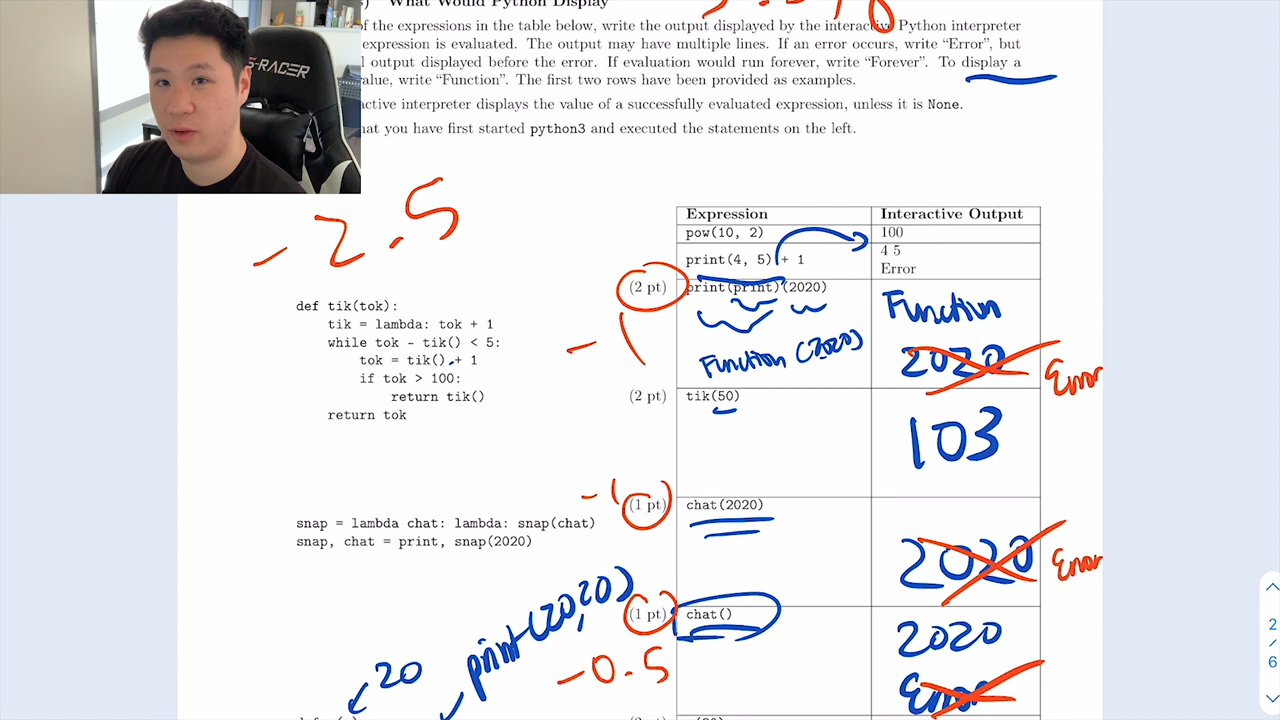 What Would Python Display
of the expressions in the table below, write the output displayed by the interactive Python interpreter
expression is evaluated. The output may have multiple lines. If an error occurs, write “Error”, but
output displayed before the error. If evaluation would run forever, write “Forever”. To display a
value, write “Function”. The first two rows have been provided as examples.
active interpreter displays the value of a successfully evaluated expression, unless it is None.
hat you have first started python3 and executed the statements on the left.
S-RACER
-2.5
Expression Interactive Output
pow(10, 2) 100
print(4, 5) + 1 4 5
Error
(2 pt) print(print)(2020) Function
-1 Function (2020) 2020 Error
def tik(tok):
tik = lambda: tok + 1
while tok - tik() < 5:
tok = tik() + 1
if tok > 100:
return tik()
return tok
(2 pt) tik(50) 103
-1 (1 pt) chat(2020) 2020 Error
snap = lambda chat: lambda: snap(chat)
snap, chat = print, snap(2020)
(1 pt) chat() 2020
-0.5 Error
20 print(20,20)